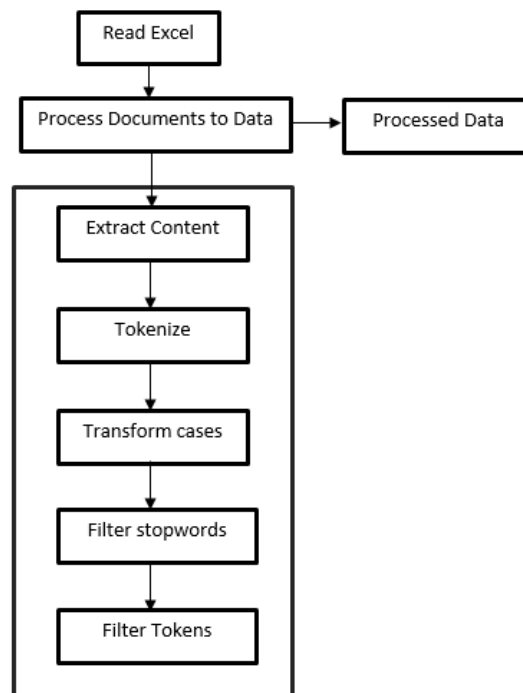 Read Excel
Process Documents to Data
Processed Data
Extract Content
Tokenize
Transform cases
Filter stopwords
Filter Tokens